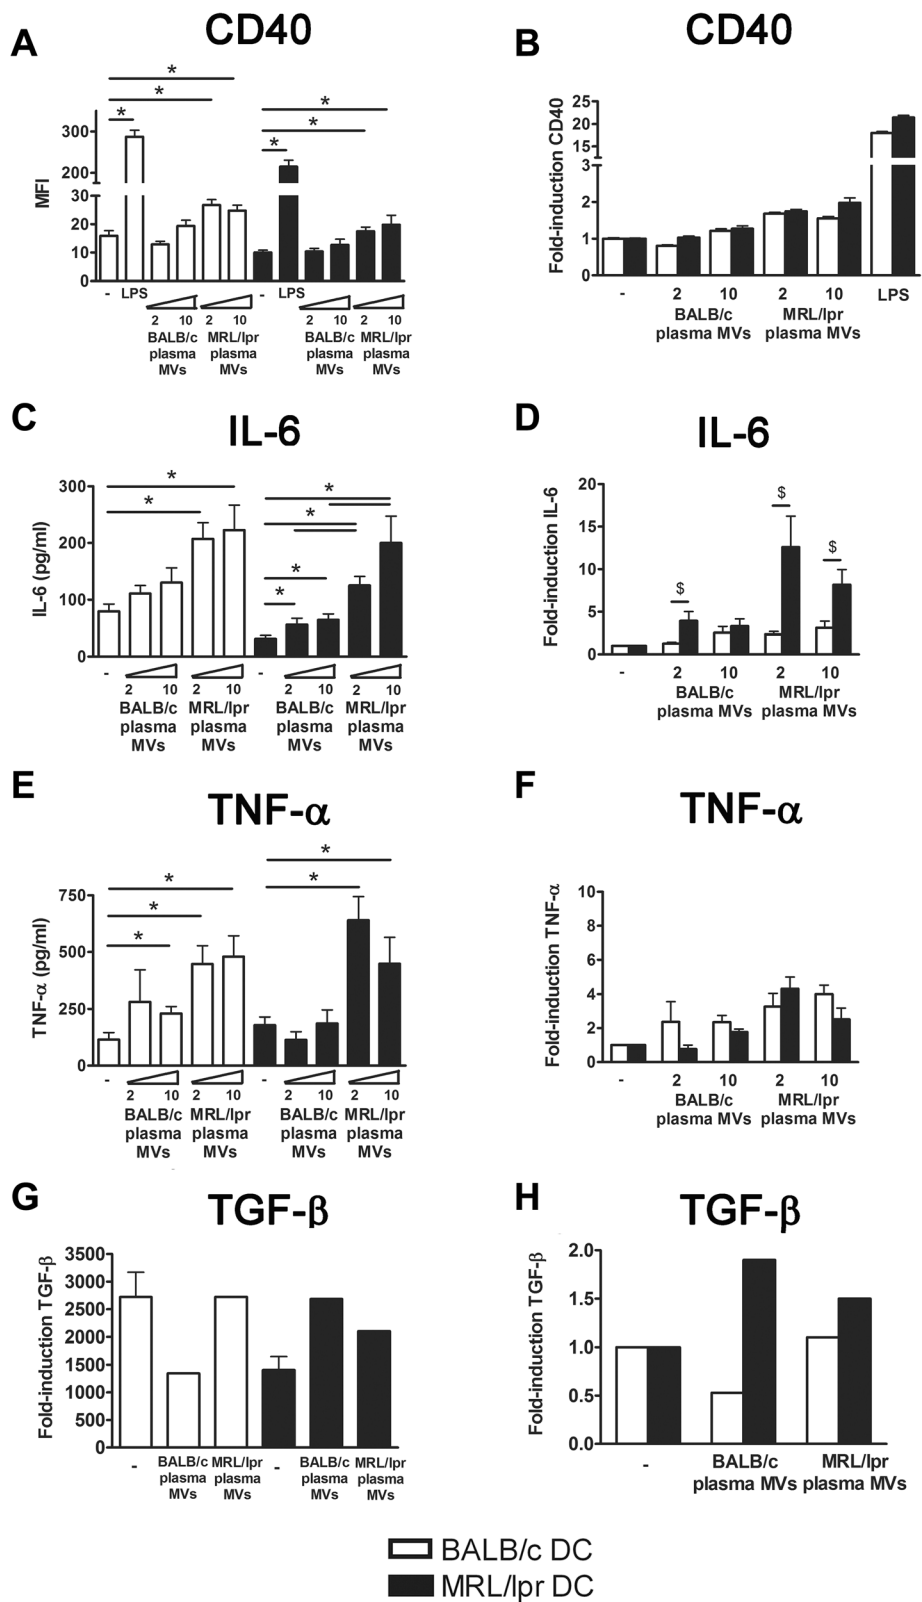 A
CD40
B
CD40
*
*
*
*
*
*
MFI
300
200
30
20
10
0
-
LPS
2
10
2
10
BALB/c
plasma
MVs
MRL/lpr
plasma
MVs
-
LPS
2
10
2
10
BALB/c
plasma
MVs
MRL/lpr
plasma
MVs
Fold-induction CD40
25
20
15
3
2
1
0
-
2
10
2
10
LPS
BALB/c
plasma MVs
MRL/lpr
plasma MVs
C
IL-6
D
IL-6
*
*
*
*
*
IL-6 (pg/ml)
300
200
100
0
-
2
10
2
10
-
2
10
2
10
BALB/c
plasma
MVs
MRL/lpr
plasma
MVs
BALB/c
plasma
MVs
MRL/lpr
plasma
MVs
Fold-induction IL-6
20
15
10
5
0
$
$
$
-
2
10
2
10
BALB/c
plasma MVs
MRL/lpr
plasma MVs
E
TNF-α
F
TNF-α
*
*
*
*
*
TNF-α (pg/ml)
750
500
250
0
-
2
10
2
10
-
2
10
2
10
BALB/c
plasma
MVs
MRL/lpr
plasma
MVs
BALB/c
plasma
MVs
MRL/lpr
plasma
MVs
Fold-induction TNF-α
10
8
6
4
2
0
-
2
10
2
10
BALB/c
plasma MVs
MRL/lpr
plasma MVs
G
TGF-β
H
TGF-β
Fold-induction TGF-β
3500
3000
2500
2000
1500
1000
500
0
-
BALB/c
plasma
MVs
MRL/lpr
plasma
MVs
-
BALB/c
plasma
MVs
MRL/lpr
plasma
MVs
Fold-induction TGF-β
2.0
1.5
1.0
0.5
0.0
-
BALB/c
plasma MVs
MRL/lpr
plasma MVs
BALB/c DC
MRL/lpr DC